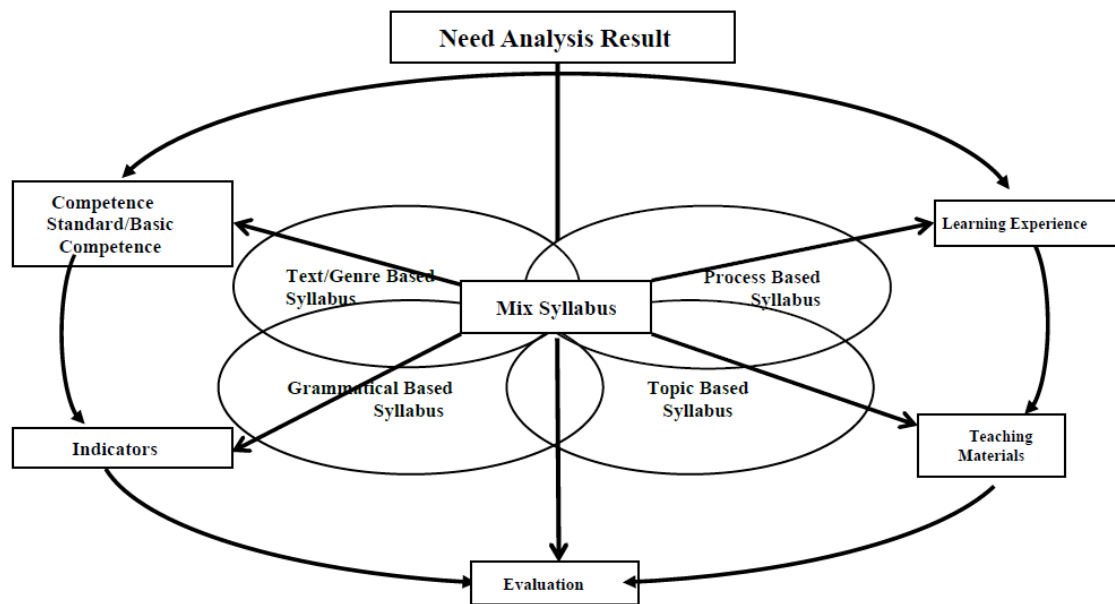 Need Analysis Result
Competence
Standard/Basic
Competence
Learning Experience
Text/Genre Based
Syllabus
Process Based
Syllabus
Mix Syllabus
Grammatical Based
Syllabus
Topic Based
Syllabus
Indicators
Teaching
Materials
Evaluation